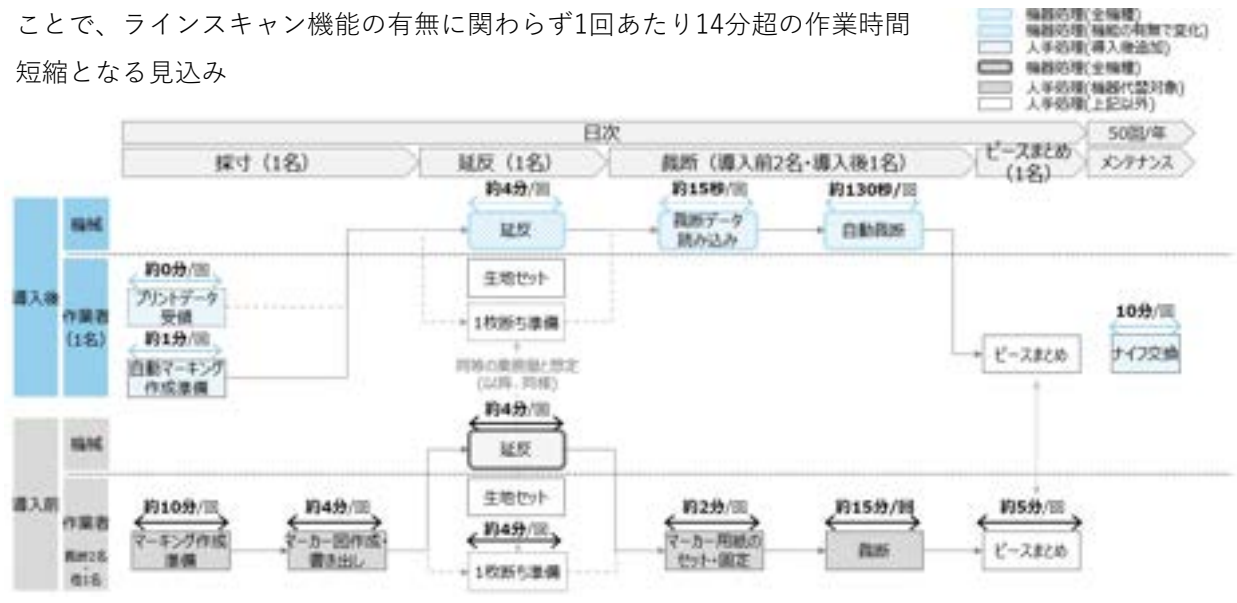 ことで、ラインスキャン機能の有無に関わらず1回あたり14分超の作業時間
短縮となる見込み
機器処理(全機種)
機器処理(機能の有無で変化)
人手処理(導入後追加)
機器処理(全機種)
人手処理(機器代替対象)
人手処理(上記以外)
日次
50回/年
採寸（1名）
延反（1名）
裁断（導入前2名・導入後1名）
ピースまとめ
（1名）
メンテナンス
導入後
機械
作業者
(1名)
約4分/回
延反
約15秒/回
裁断データ
読み込み
約130秒/回
自動裁断
約0分/回
プリントデータ
受領
約1分/回
自動マーキング
作成準備
生地セット
1枚断ち準備
(以降、同様)
ピースまとめ
10分/回
ナイフ交換
導入前
機械
作業者
約4分/回
延反
約10分/回
マーキング作成
準備
約4分/回
マーカー図作成・
書き出し
生地セット
約4分/回
1枚断ち準備
約2分/回
マーカー用紙の
セット・固定
約15分/回
裁断
約5分/回
ピースまとめ